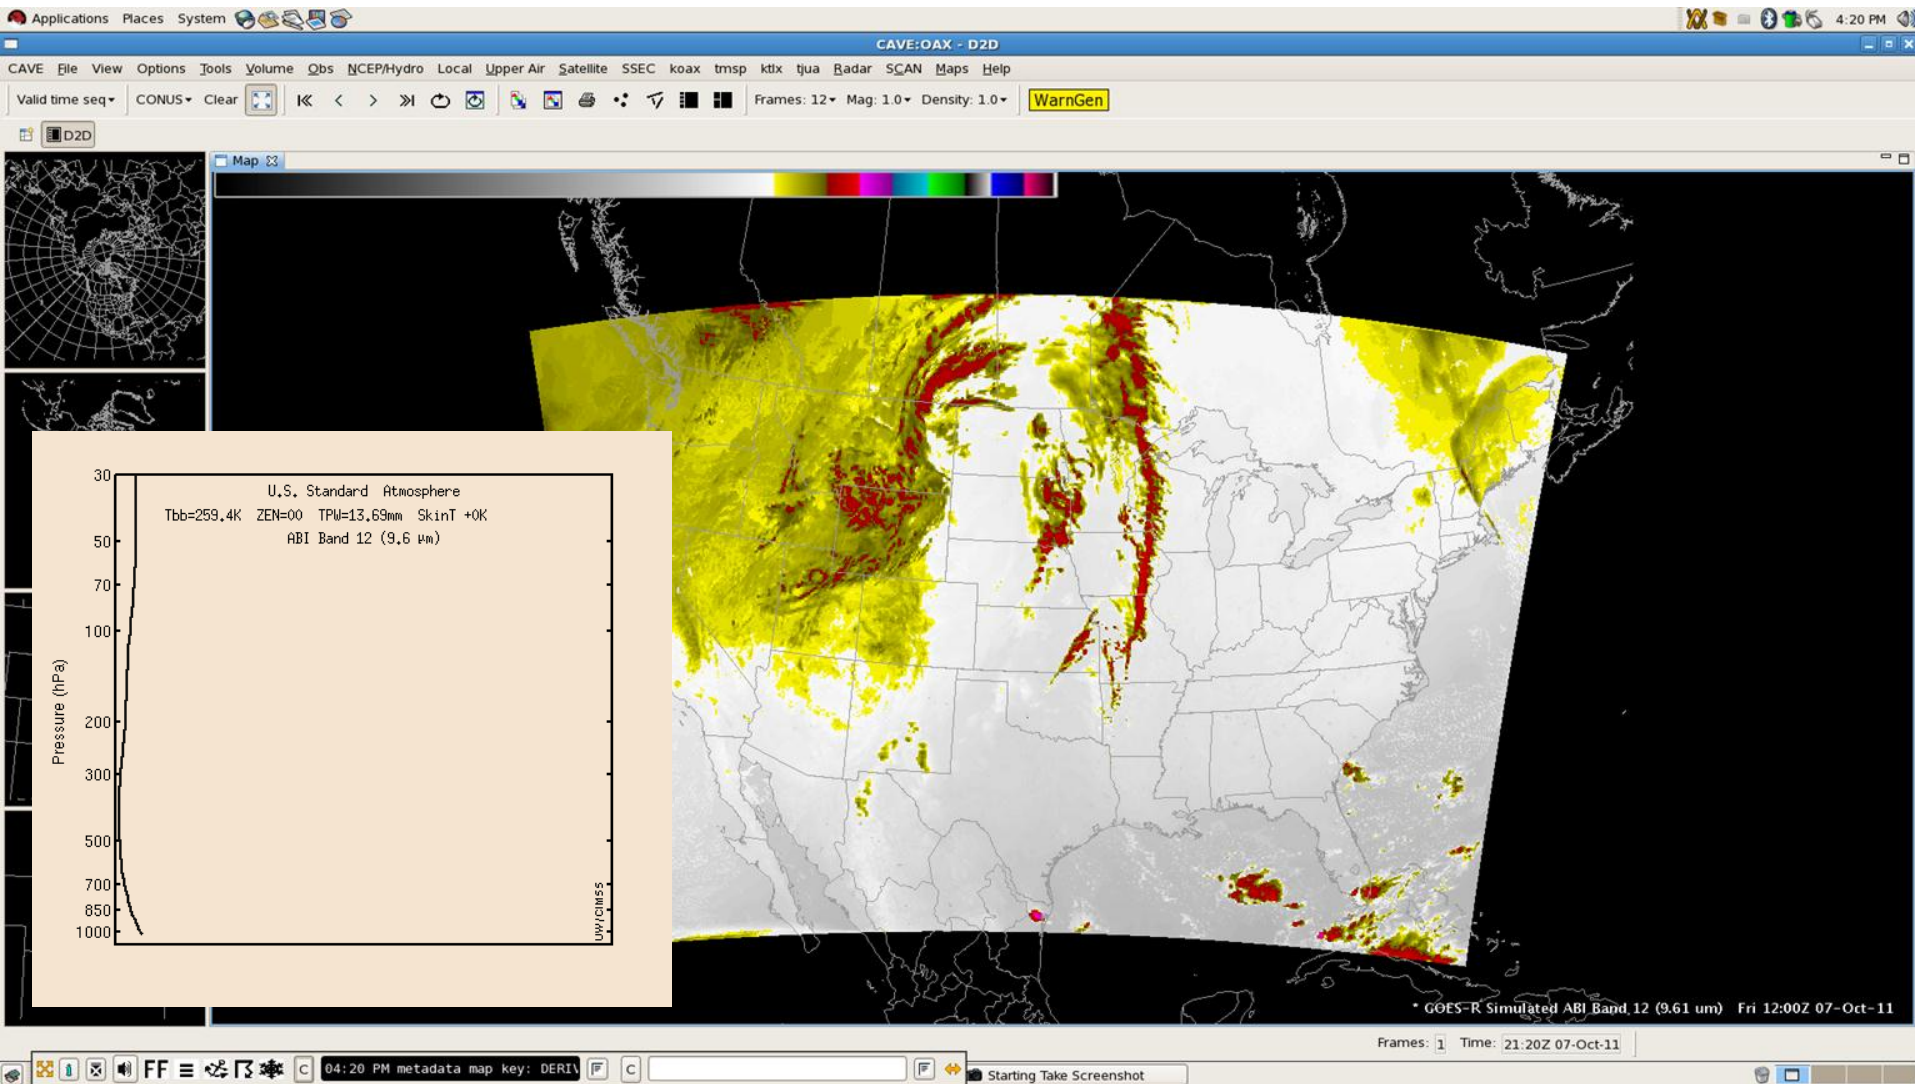 Applications Places System 4:20 PM
CAVE:OAX - D2D
CAVE File View Options Tools Volume Obs NCEP/Hydro Local Upper Air Satellite SSEC koax tmsp ktlx tjua Radar SCAN Maps Help
Valid time seq CONUS Clear Frames: 12 Mag: 1.0 Density: 1.0 WarnGen
D2D
Map
30
U.S. Standard Atmosphere
Tbb=259.4K ZEN=00 TPW=13.69mm SkinT +0K
ABI Band 12 (9.6 µm)
50
70
100
Pressure (hPa)
200
300
500
700
850
1000
UW/CIMSS
* GOES-R Simulated ABI Band 12 (9.61 um) Fri 12:00Z 07-Oct-11
Frames: 1 Time: 21:20Z 07-Oct-11
FF C 04:20 PM metadata map key: DERIV F C F
Starting Take Screenshot